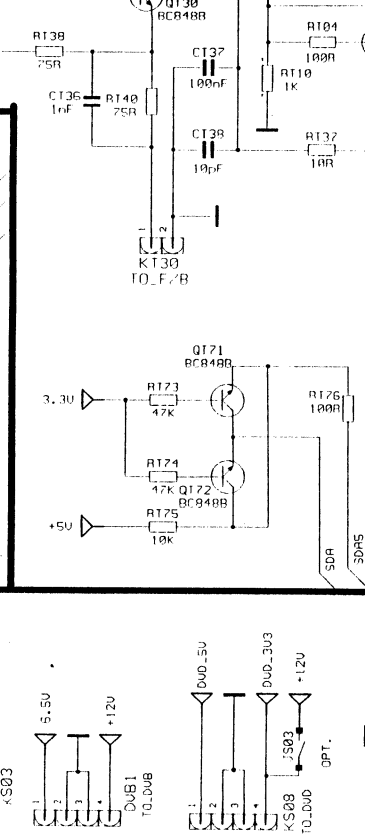 QT30
BC848B
RT38
75R
CT37
100nF
RT04
100R
RT10
1K
CT36
1nF
RT40
75R
CT38
10pF
RT37
10R
1
2
KT30
TO_F/B
QT71
BC848B
3.3V
RT73
47K
RT76
100R
RT74
47K
QT72
BC848B
+5V
RT75
10K
SDA
SDA5
6.5V
+12V
DVD_5V
DVD_3V3
+12V
JS03
OPT.
KS03
1
2
3
4
DVB1
TO_DVB
1
2
3
4
KS08
TO_DVD